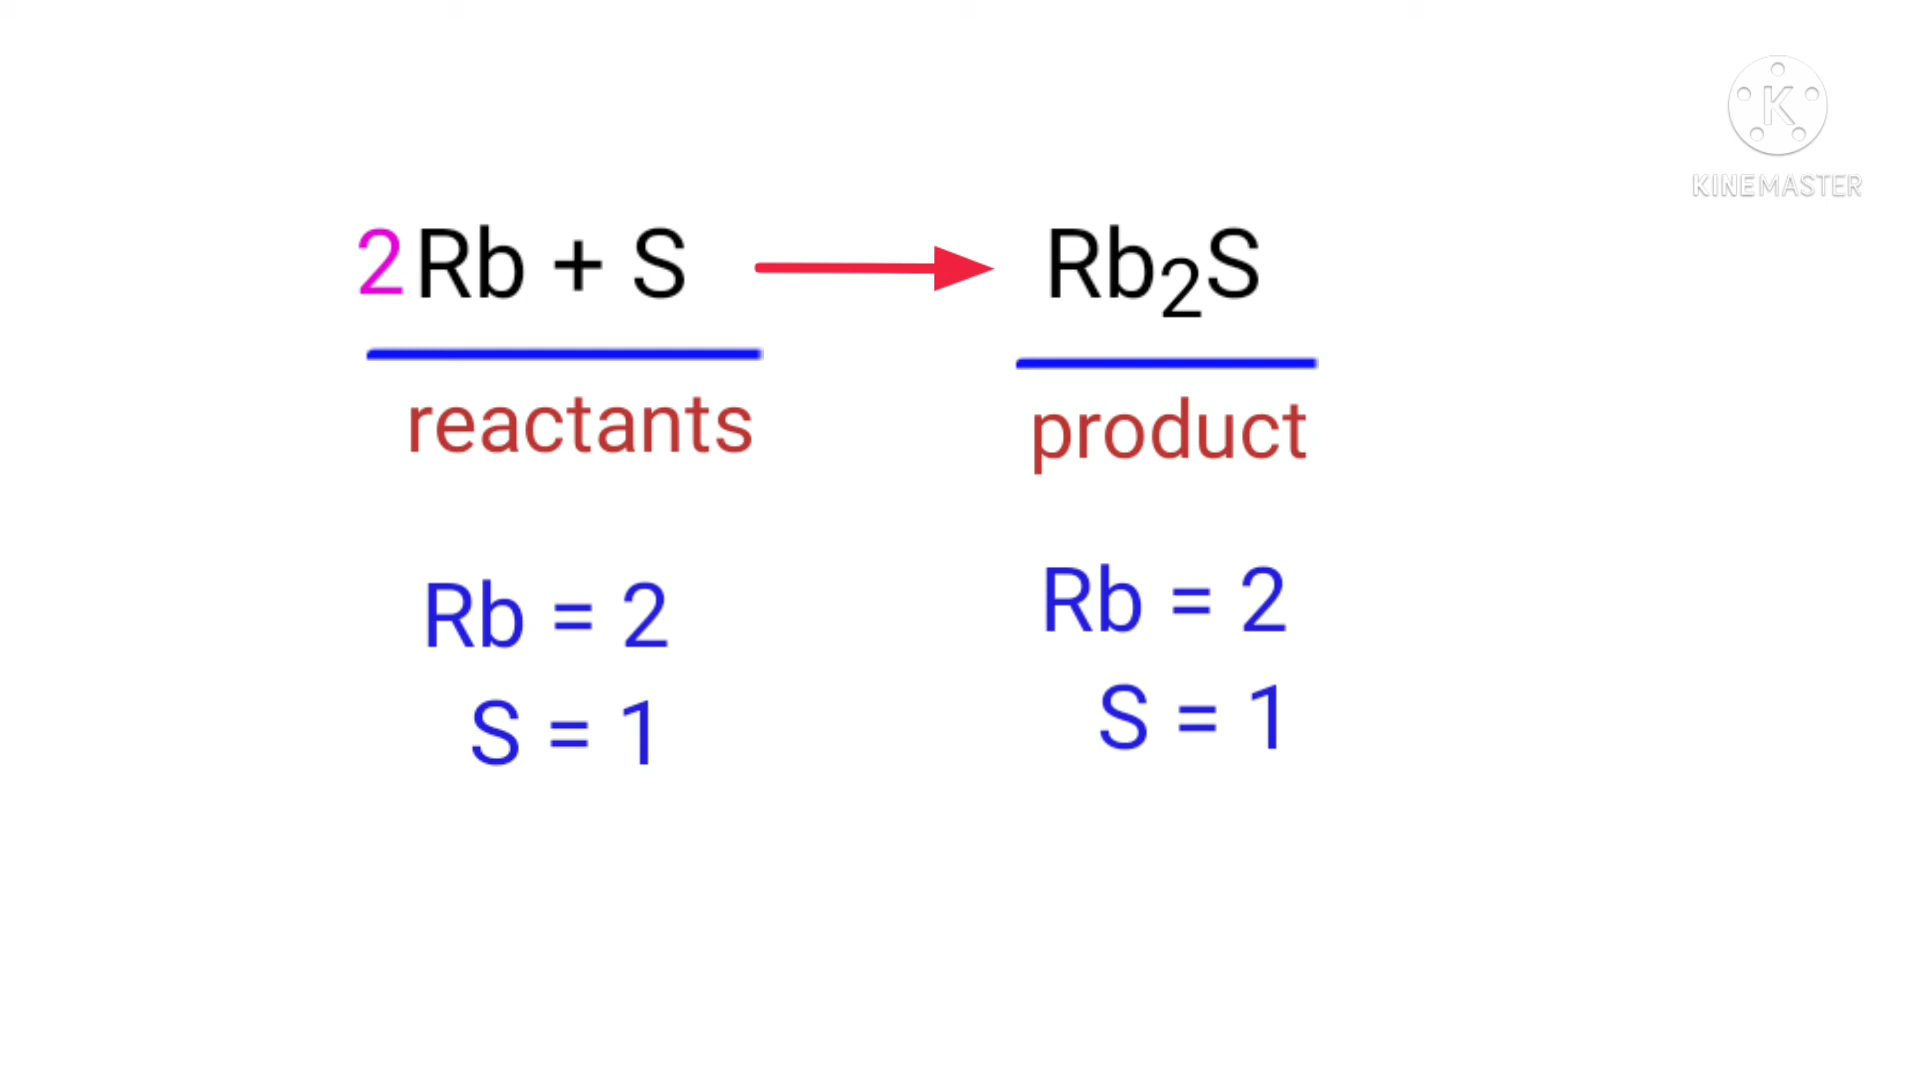 K
KINEMASTER
2Rb + S → Rb₂S
reactants product
Rb = 2 Rb = 2
S = 1 S = 1